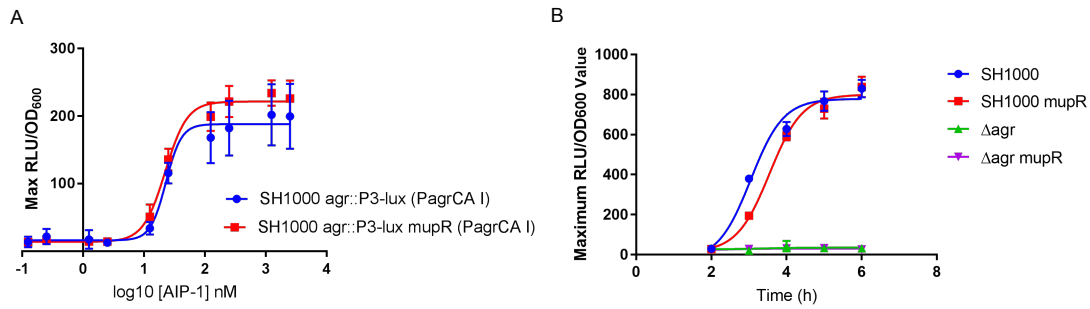 A
Max RLU/OD600
300
200
100
-1 0 1 2 3 4
log10 [AIP-1] nM
SH1000 agr::P3-lux (PagrCA I)
SH1000 agr::P3-lux mupR (PagrCA I)
B
Maximum RLU/OD600 Value
1000
800
600
400
200
0
0 2 4 6 8
Time (h)
SH1000
SH1000 mupR
Δagr
Δagr mupR